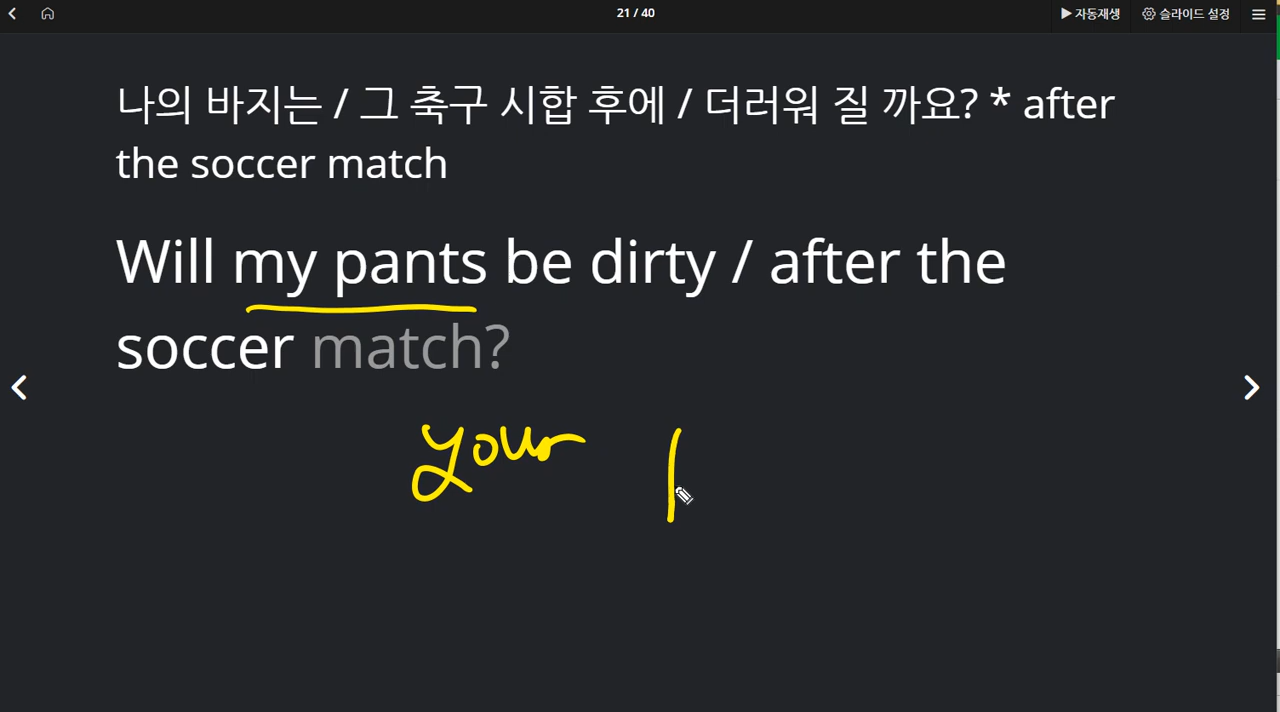 21 / 40
자동재생
슬라이드 설정
나의 바지는 / 그 축구 시합 후에 / 더러워 질 까요? * after
the soccer match
Will my pants be dirty / after the
soccer match?
your